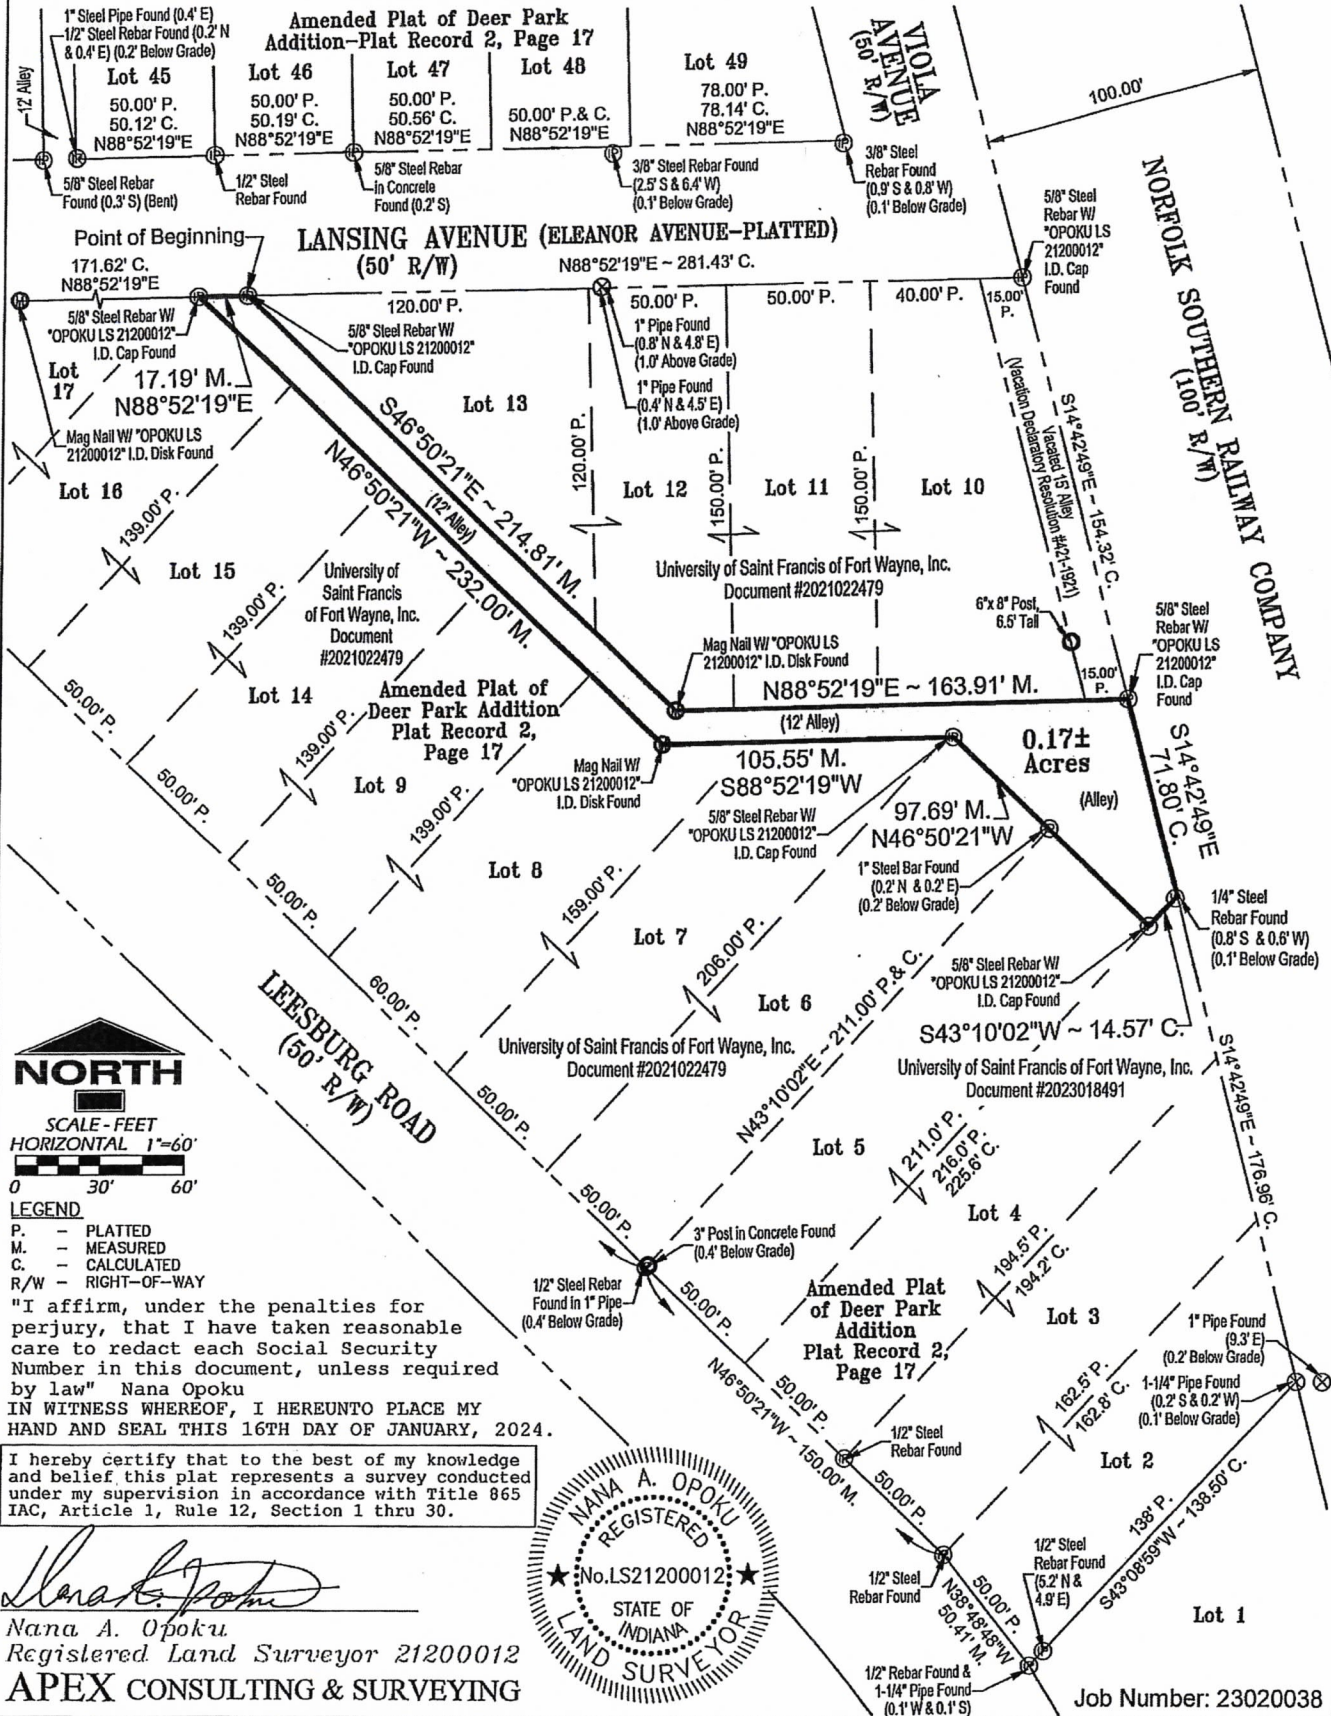 1" Steel Pipe Found (0.4' E)
1/2" Steel Rebar Found (0.2' N
& 0.4' E) (0.2' Below Grade)
Amended Plat of Deer Park
Addition-Plat Record 2, Page 17
12' Alley
Lot 45
50.00' P.
50.12' C.
N88°52'19"E
Lot 46
50.00' P.
50.19' C.
N88°52'19"E
Lot 47
50.00' P.
50.56' C.
N88°52'19"E
Lot 48
50.00' P.& C.
N88°52'19"E
Lot 49
78.00' P.
78.14' C.
N88°52'19"E
VIOLA
AVENUE
(50' R/W)
100.00'
NORFOLK SOUTHERN RAILWAY COMPANY
(100' R/W)
5/8" Steel Rebar
Found (0.3' S) (Bent)
1/2" Steel
Rebar Found
5/8" Steel Rebar
in Concrete
Found (0.2' S)
3/8" Steel Rebar Found
(2.5' S & 6.4' W)
(0.1' Below Grade)
3/8" Steel
Rebar Found
(0.9' S & 0.8' W)
(0.1' Below Grade)
5/8" Steel
Rebar W/
"OPOKU LS
21200012"
I.D. Cap
Found
Point of Beginning
LANSING AVENUE (ELEANOR AVENUE-PLATTED)
(50' R/W)
171.62' C.
N88°52'19"E
N88°52'19"E ~ 281.43' C.
120.00' P.
50.00' P.
50.00' P.
40.00' P.
15.00'
P.
5/8" Steel Rebar W/
"OPOKU LS 21200012"
I.D. Cap Found
5/8" Steel Rebar W/
"OPOKU LS 21200012"
I.D. Cap Found
1" Pipe Found
(0.8' N & 4.8' E)
(1.0' Above Grade)
1" Pipe Found
(0.4' N & 4.5' E)
(1.0' Above Grade)
Lot
17
17.19' M.
N88°52'19"E
Mag Nail W/ "OPOKU LS
21200012" I.D. Disk Found
Lot 13
S46°50'21"E ~ 214.81' M.
(12' Alley)
N46°50'21"W ~ 232.00' M.
120.00' P.
Lot 12
150.00' P.
Lot 11
150.00' P.
Lot 10
(Vacation Declaratory Resolution #421-1921)
Vacated 15' Alley
S14°42'49"E ~ 154.32' C.
Lot 16
139.00' P.
Lot 15
139.00' P.
University of
Saint Francis
of Fort Wayne, Inc.
Document
#2021022479
University of Saint Francis of Fort Wayne, Inc.
Document #2021022479
6"x 8" Post,
6.5' Tall
5/8" Steel
Rebar W/
"OPOKU LS
21200012"
I.D. Cap
Found
Mag Nail W/ "OPOKU LS
21200012" I.D. Disk Found
N88°52'19"E ~ 163.91' M.
15.00'
P.
(12' Alley)
Lot 14
50.00' P.
139.00' P.
Amended Plat of
Deer Park Addition
Plat Record 2,
Page 17
50.00' P.
Lot 9
139.00' P.
Mag Nail W/
"OPOKU LS 21200012"
I.D. Disk Found
105.55' M.
S88°52'19"W
5/8" Steel Rebar W/
"OPOKU LS 21200012"
I.D. Cap Found
0.17±
Acres
(Alley)
97.69' M.
N46°50'21"W
S14°42'49"E
71.80' C.
1" Steel Bar Found
(0.2' N & 0.2' E)
(0.2' Below Grade)
1/4" Steel
Rebar Found
(0.8' S & 0.6' W)
(0.1' Below Grade)
50.00' P.
Lot 8
159.00' P.
Lot 7
206.00' P.
60.00' P.
Lot 6
N43°10'02"E ~ 211.00' P.& C.
5/8" Steel Rebar W/
"OPOKU LS 21200012"
I.D. Cap Found
S43°10'02"W ~ 14.57' C.
LEESBURG ROAD
(50' R/W)
University of Saint Francis of Fort Wayne, Inc.
Document #2021022479
University of Saint Francis of Fort Wayne, Inc.
Document #2023018491
S14°42'49"E ~ 176.96' C.
50.00' P.
Lot 5
211.0' P.
216.0' P.
225.6' C.
50.00' P.
3" Post in Concrete Found
(0.4' Below Grade)
1/2" Steel Rebar
Found in 1" Pipe
(0.4' Below Grade)
Lot 4
194.5' P.
194.2' C.
50.00' P.
Amended Plat
of Deer Park
Addition
Plat Record 2,
Page 17
Lot 3
1" Pipe Found
(9.3' E)
(0.2' Below Grade)
1-1/4" Pipe Found
(0.2' S & 0.2' W)
(0.1' Below Grade)
162.5' P.
162.8' C.
N46°50'21"W ~ 150.00' M.
50.00' P.
1/2" Steel
Rebar Found
Lot 2
50.00' P.
138' P.
S43°08'59"W ~ 138.50' C.
1/2" Steel
Rebar Found
1/2" Steel
Rebar Found
(5.2' N &
4.9' E)
50.00' P.
N38°48'48"W
50.41' M.
Lot 1
1/2" Rebar Found &
1-1/4" Pipe Found
(0.1' W & 0.1' S)
NORTH
SCALE - FEET
HORIZONTAL 1"=60'
0 30' 60'
LEGEND
P. - PLATTED
M. - MEASURED
C. - CALCULATED
R/W - RIGHT-OF-WAY
"I affirm, under the penalties for
perjury, that I have taken reasonable
care to redact each Social Security
Number in this document, unless required
by law" Nana Opoku
IN WITNESS WHEREOF, I HEREUNTO PLACE MY
HAND AND SEAL THIS 16TH DAY OF JANUARY, 2024.
I hereby certify that to the best of my knowledge
and belief this plat represents a survey conducted
under my supervision in accordance with Title 865
IAC, Article 1, Rule 12, Section 1 thru 30.
NANA A. OPOKU
REGISTERED
No.LS21200012
STATE OF
INDIANA
LAND SURVEYOR
Nana A. Opoku
Registered Land Surveyor 21200012
APEX CONSULTING & SURVEYING
Job Number: 23020038